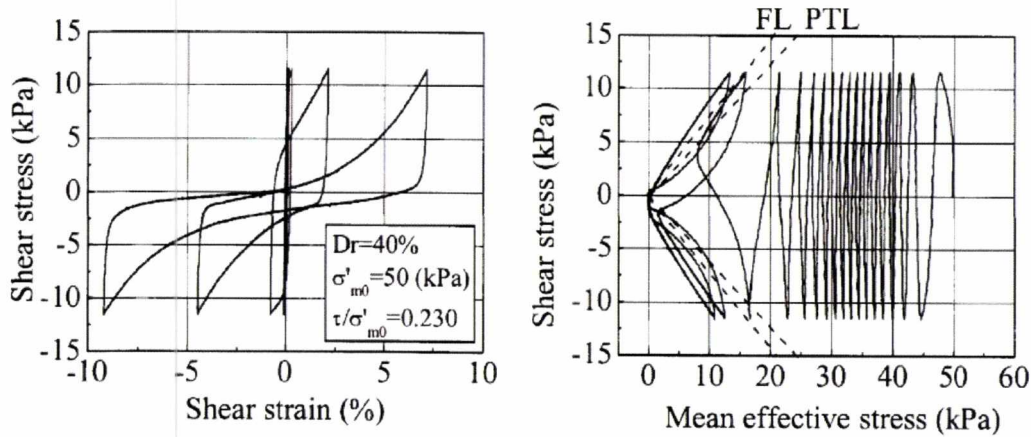 15
10
5
0
-5
-10
-15
-10 -5 0 5 10
Shear stress (kPa)
Shear strain (%)
Dr=40%
σ'm0=50 (kPa)
τ/σ'm0=0.230
FL PTL
15
10
5
0
-5
-10
-15
0 10 20 30 40 50 60
Shear stress (kPa)
Mean effective stress (kPa)